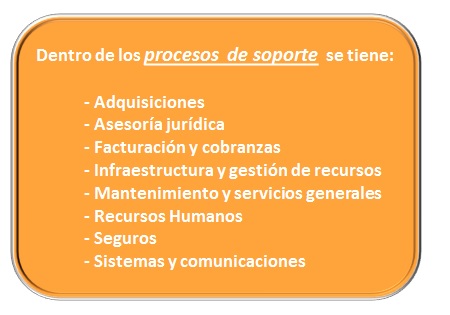 Dentro de los procesos de soporte se tiene:
- Adquisiciones
- Asesoría jurídica
- Facturación y cobranzas
- Infraestructura y gestión de recursos
- Mantenimiento y servicios generales
- Recursos Humanos
- Seguros
- Sistemas y comunicaciones